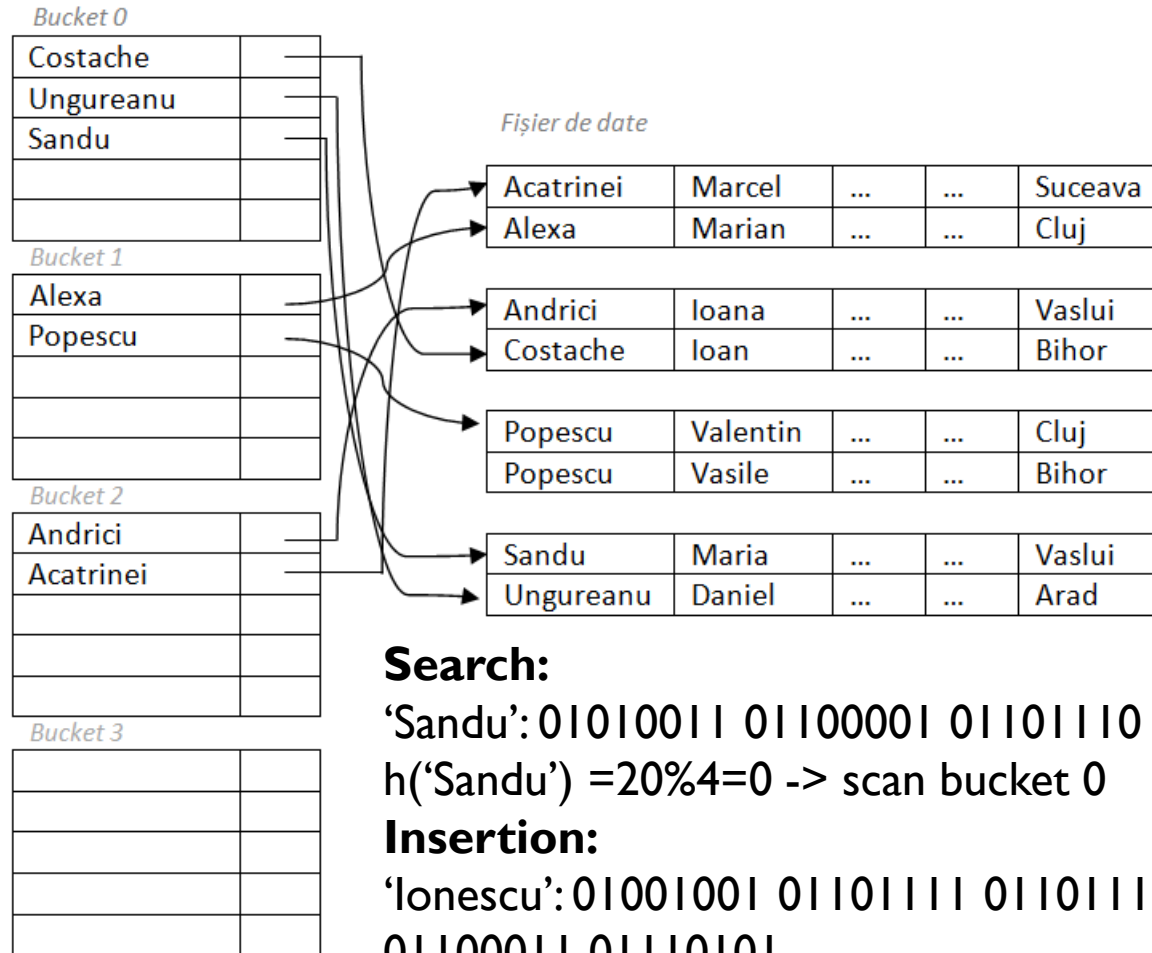 Bucket 0
Costache
Ungureanu
Sandu
Bucket 1
Alexa
Popescu
Bucket 2
Andrici
Acatrinei
Bucket 3
Fișier de date
Acatrinei Marcel ... ... Suceava
Alexa Marian ... ... Cluj
Andrici Ioana ... ... Vaslui
Costache Ioan ... ... Bihor
Popescu Valentin ... ... Cluj
Popescu Vasile ... ... Bihor
Sandu Maria ... ... Vaslui
Ungureanu Daniel ... ... Arad
Search:
‘Sandu’: 01010011 01100001 01101110
h(‘Sandu’) =20%4=0 -> scan bucket 0
Insertion:
‘Ionescu’: 01001001 01101111 0110111
01100011 01110101